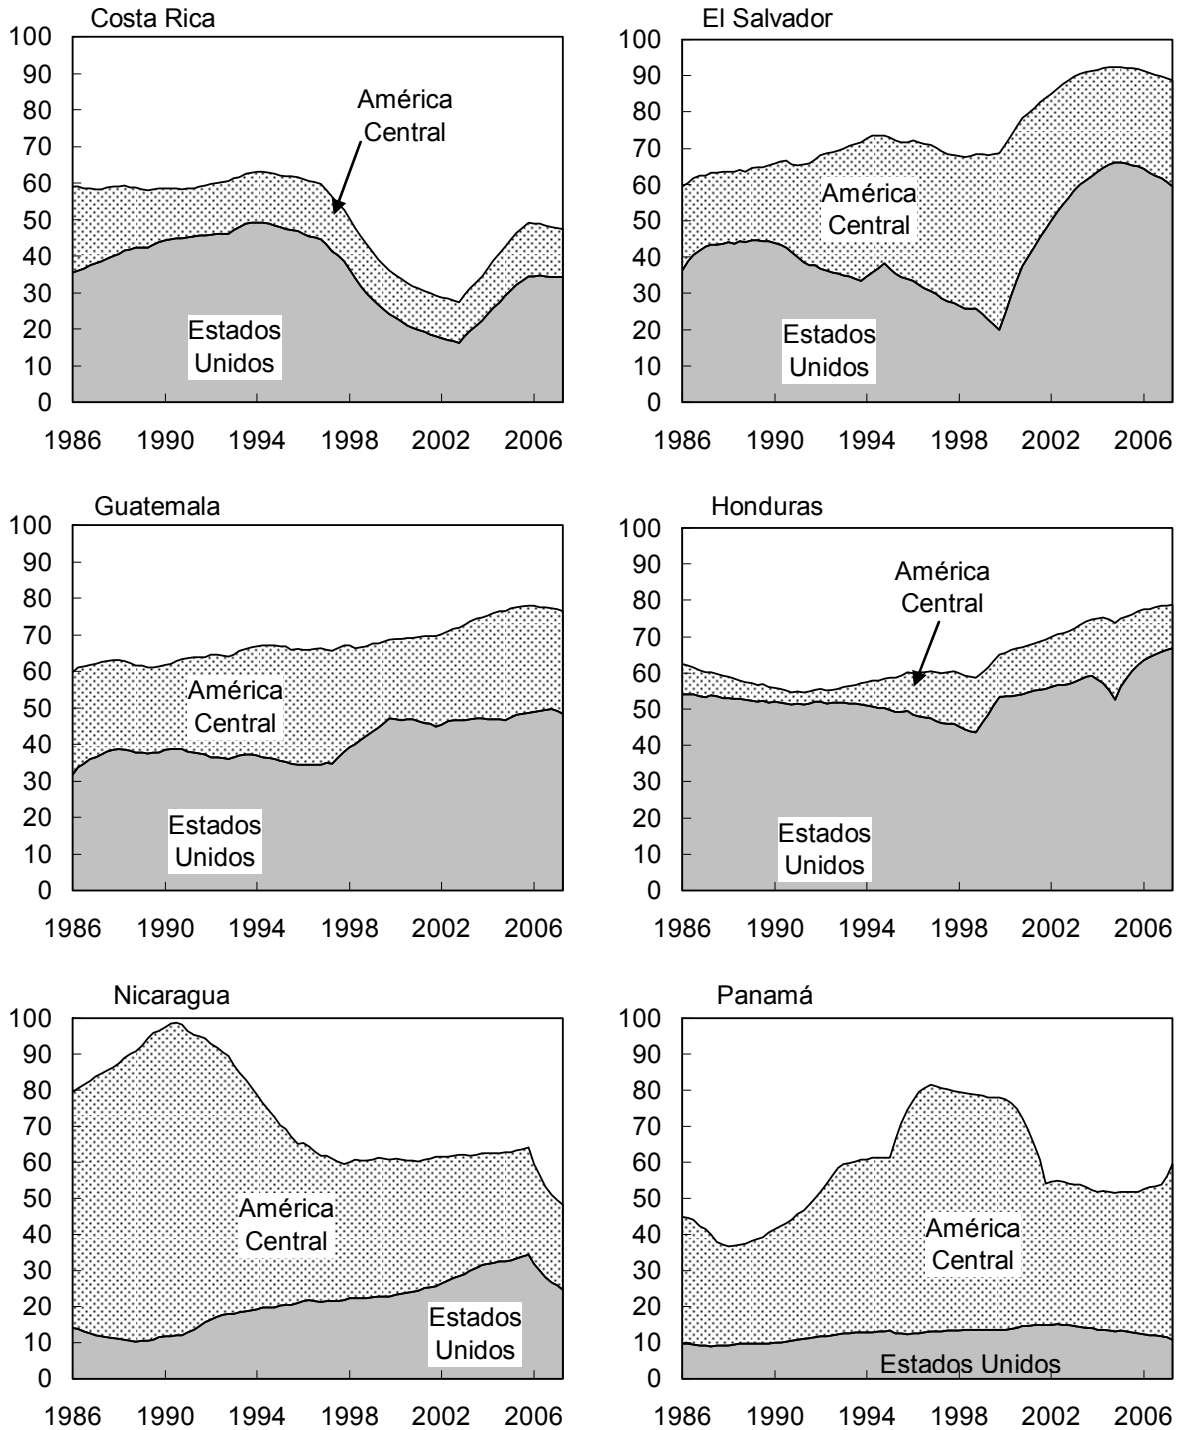 Costa Rica
100
90
80
70
60
50
40
30
20
10
0
América
Central
Estados
Unidos
1986 1990 1994 1998 2002 2006
El Salvador
100
90
80
70
60
50
40
30
20
10
0
América
Central
Estados
Unidos
1986 1990 1994 1998 2002 2006
Guatemala
100
90
80
70
60
50
40
30
20
10
0
América
Central
Estados
Unidos
1986 1990 1994 1998 2002 2006
Honduras
100
90
80
70
60
50
40
30
20
10
0
América
Central
Estados
Unidos
1986 1990 1994 1998 2002 2006
Nicaragua
100
90
80
70
60
50
40
30
20
10
0
América
Central
Estados
Unidos
1986 1990 1994 1998 2002 2006
Panamá
100
90
80
70
60
50
40
30
20
10
0
América
Central
Estados Unidos
1986 1990 1994 1998 2002 2006